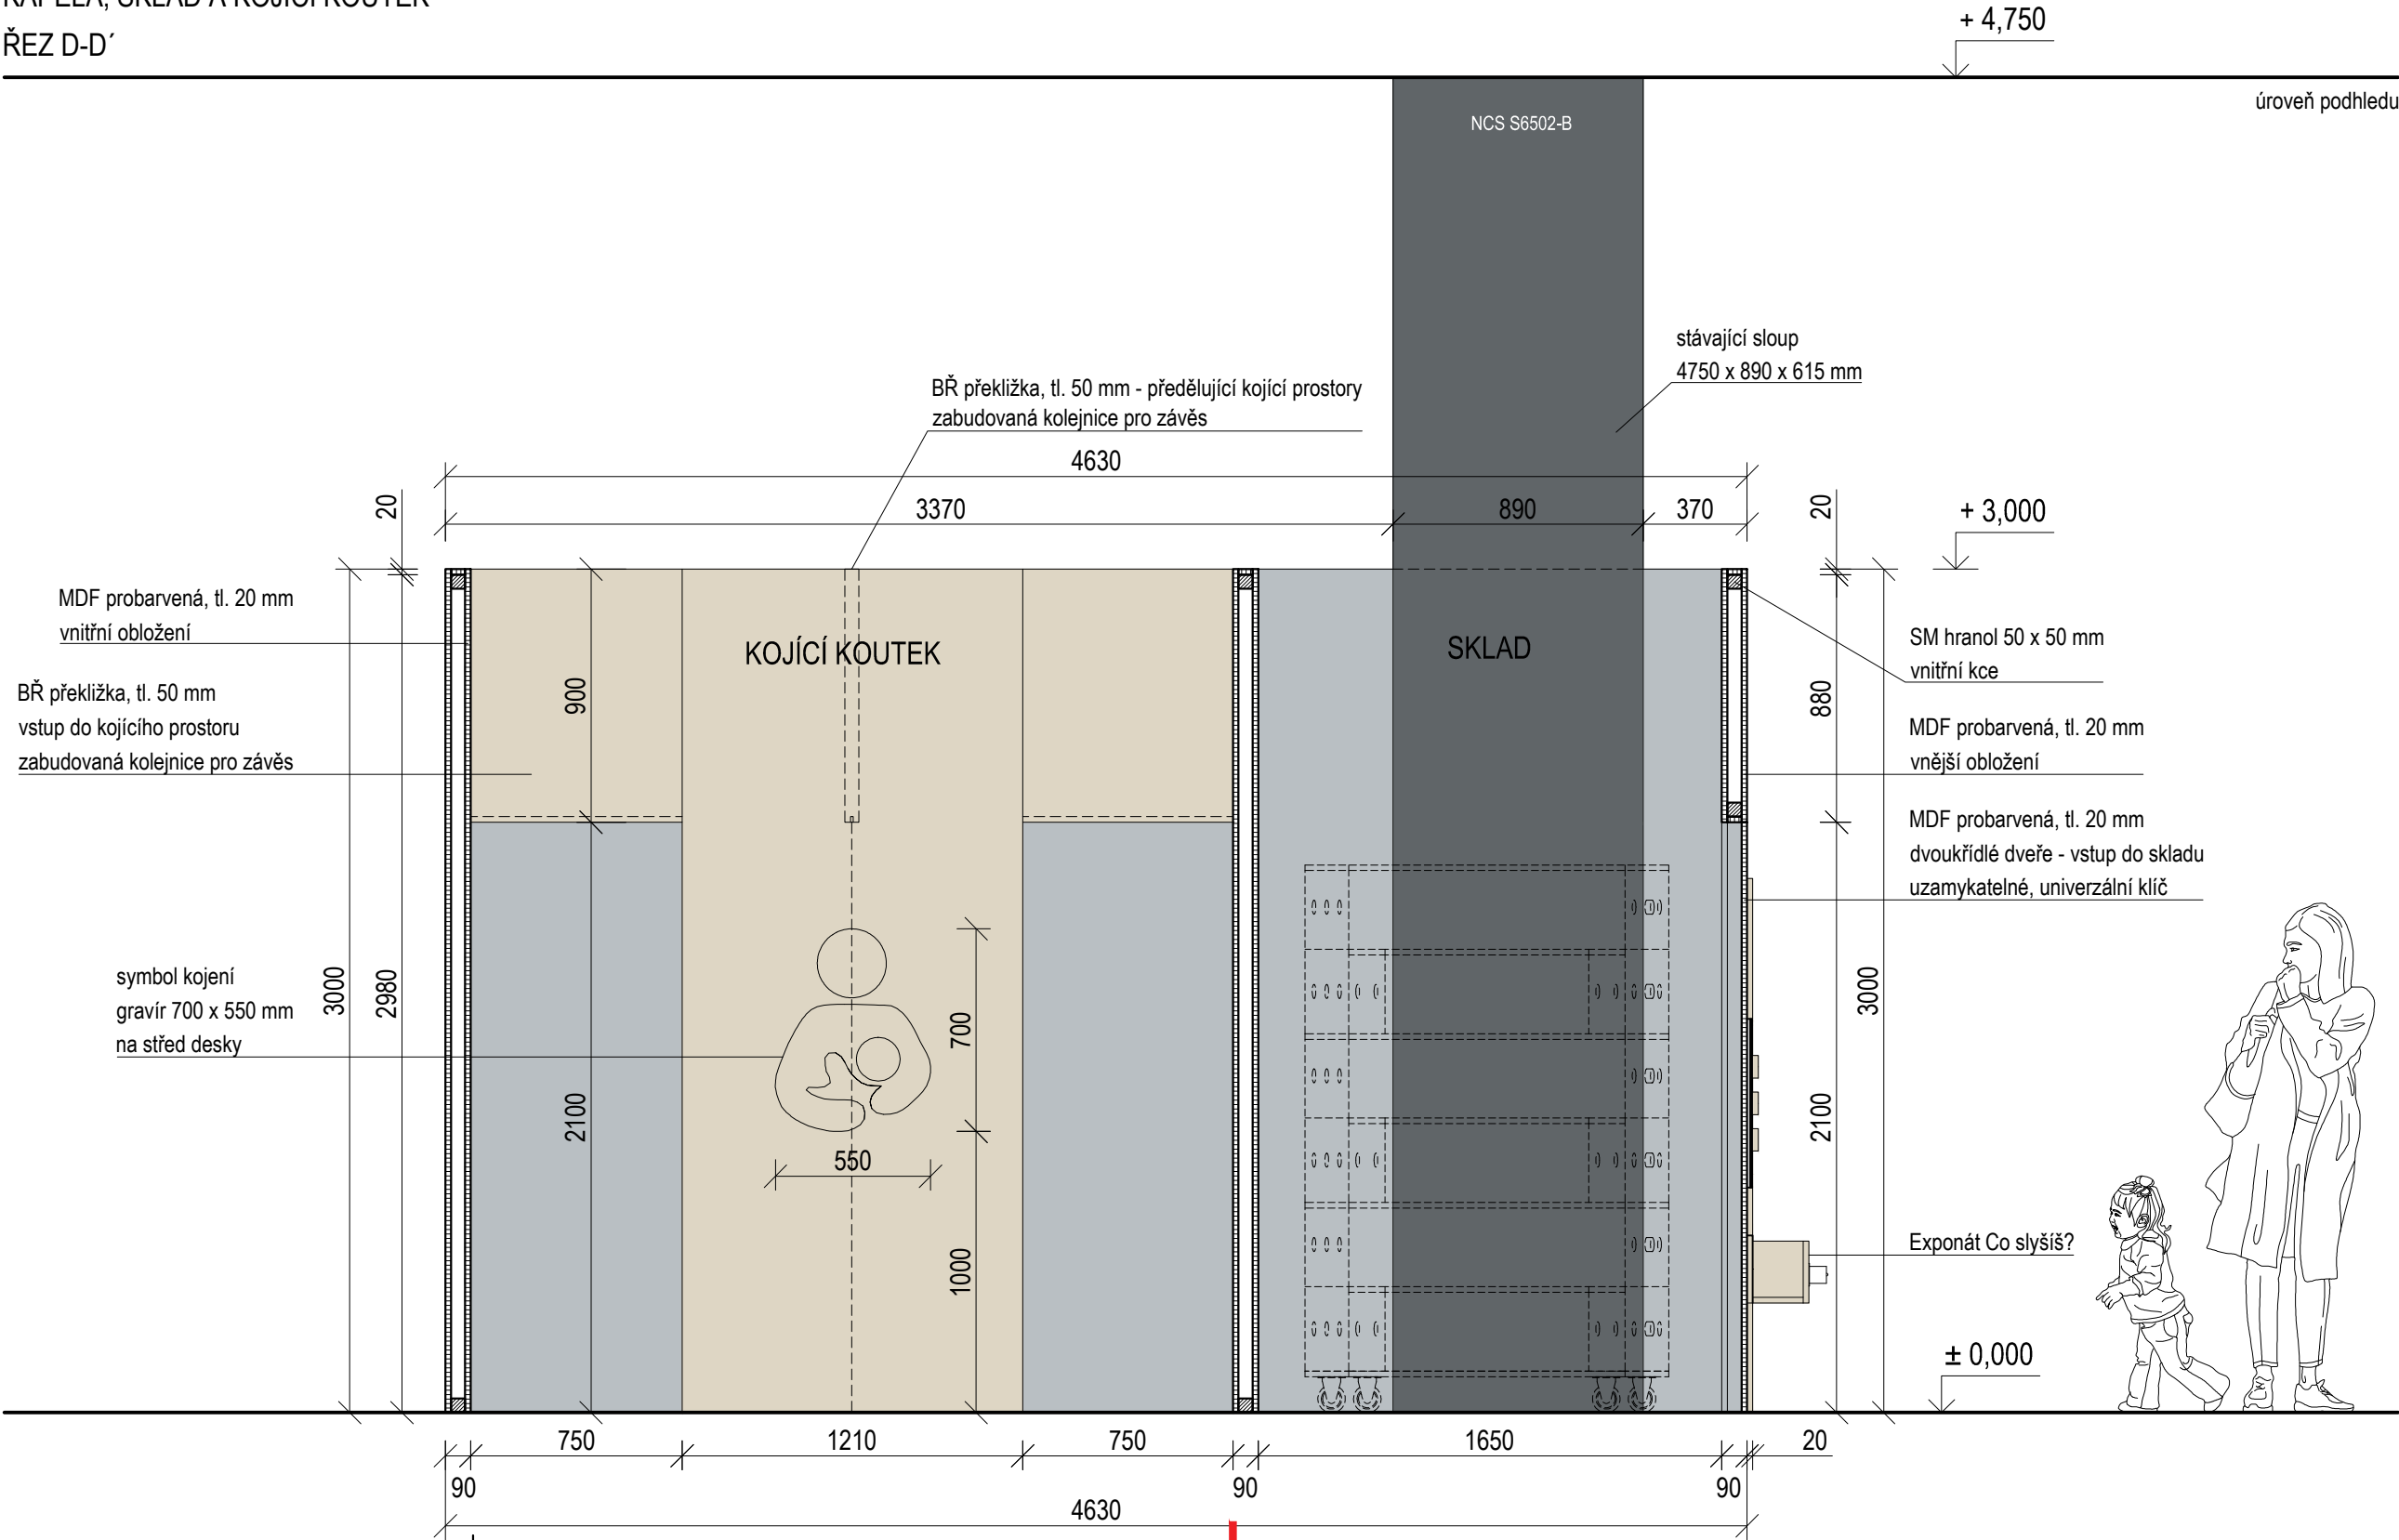 KAPELA, SKLAD A KOJÍCÍ KOUTEK
ŘEZ D-D´
+ 4,750
úroveň podhledu
NCS S6502-B
stávající sloup
4750 x 890 x 615 mm
BŘ překližka, tl. 50 mm - předělující kojící prostory
zabudovaná kolejnice pro závěs
4630
3370
890
370
20
20
+ 3,000
MDF probarvená, tl. 20 mm
vnitřní obložení
BŘ překližka, tl. 50 mm
vstup do kojícího prostoru
zabudovaná kolejnice pro závěs
KOJÍCÍ KOUTEK
SKLAD
900
880
SM hranol 50 x 50 mm
vnitřní kce
MDF probarvená, tl. 20 mm
vnější obložení
MDF probarvená, tl. 20 mm
dvoukřídlé dveře - vstup do skladu
uzamykatelné, univerzální klíč
symbol kojení
gravír 700 x 550 mm
na střed desky
3000
2980
700
3000
2100
550
2100
1000
Exponát Co slyšíš?
± 0,000
750
1210
750
1650
20
90
90
90
4630